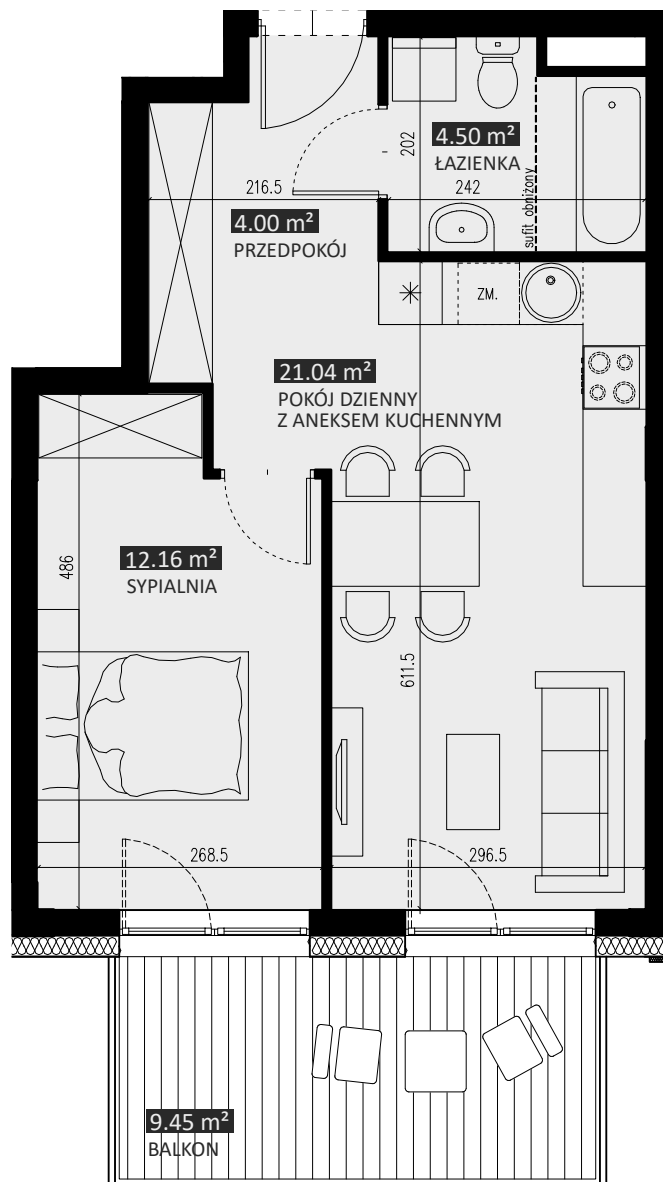 4.50 m²
ŁAZIENKA
202
242
sufit obniżony
216.5
4.00 m²
PRZEDPOKÓJ
ZM.
21.04 m²
POKÓJ DZIENNY
Z ANEKSEM KUCHENNYM
12.16 m²
SYPIALNIA
486
611.5
268.5
296.5
9.45 m²
BALKON